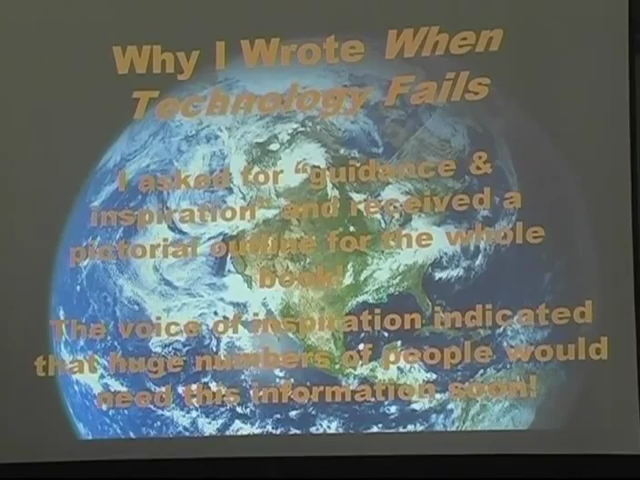 Why I Wrote When
Technology Fails
I asked for "guidance &
inspiration" and received a
pictorial outline for the whole
book!
The voice of inspiration indicated
that huge numbers of people would
need this information soon!